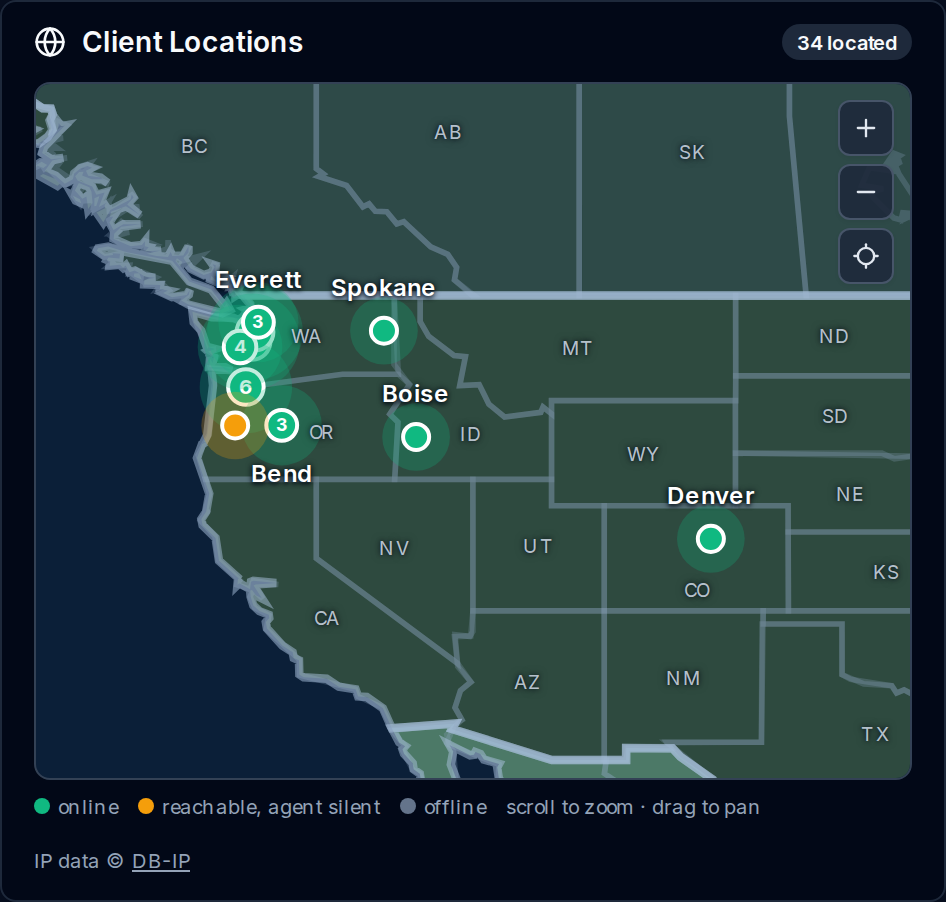 Client Locations
34 located
BC
AB
SK
Everett
Spokane
3
4
WA
MT
ND
6
Boise
SD
3
OR
ID
WY
Bend
Denver
NE
NV
UT
CO
KS
CA
AZ
NM
TX
online reachable, agent silent offline scroll to zoom · drag to pan
IP data © DB-IP